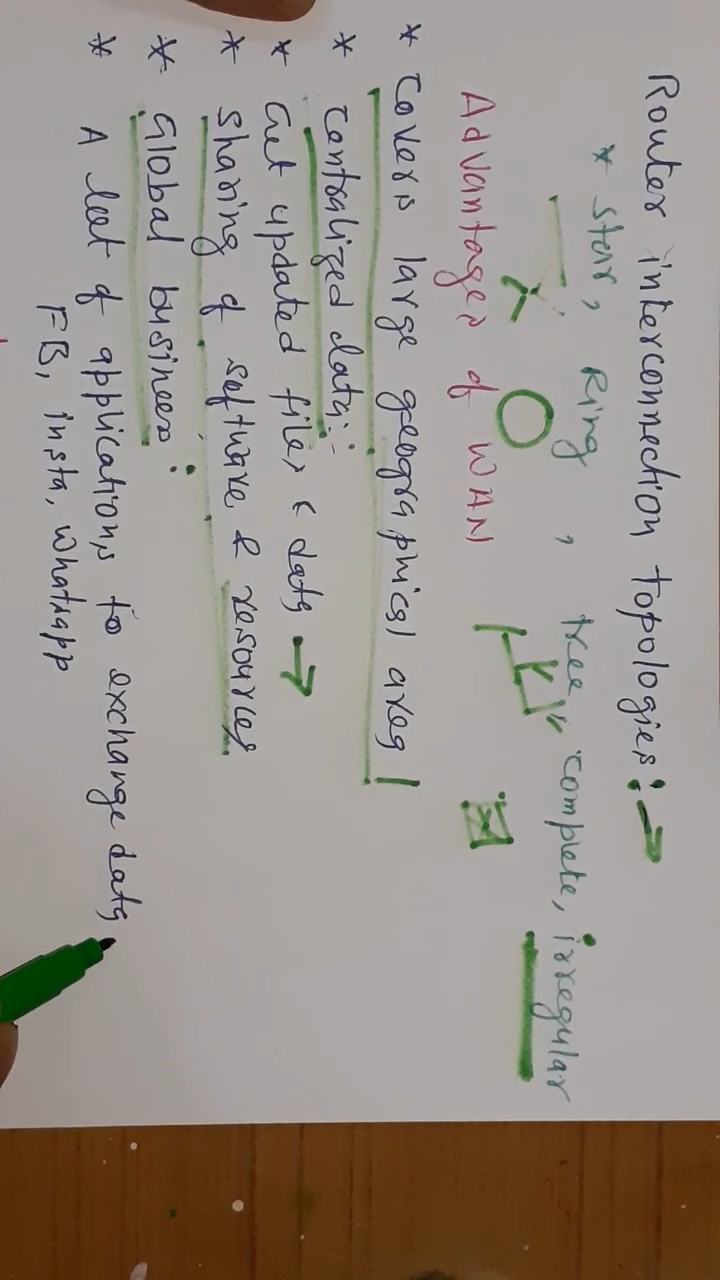 Router interconnection topologies:→
* Star, Ring, tree, complete, irregular
Advantages of WAN
* Covers large geographical area
* Centralized data:-
* Get updated files & data →
* Sharing of software & resources
* Global business:
* A lot of applications to exchange data
FB, insta, whatsapp